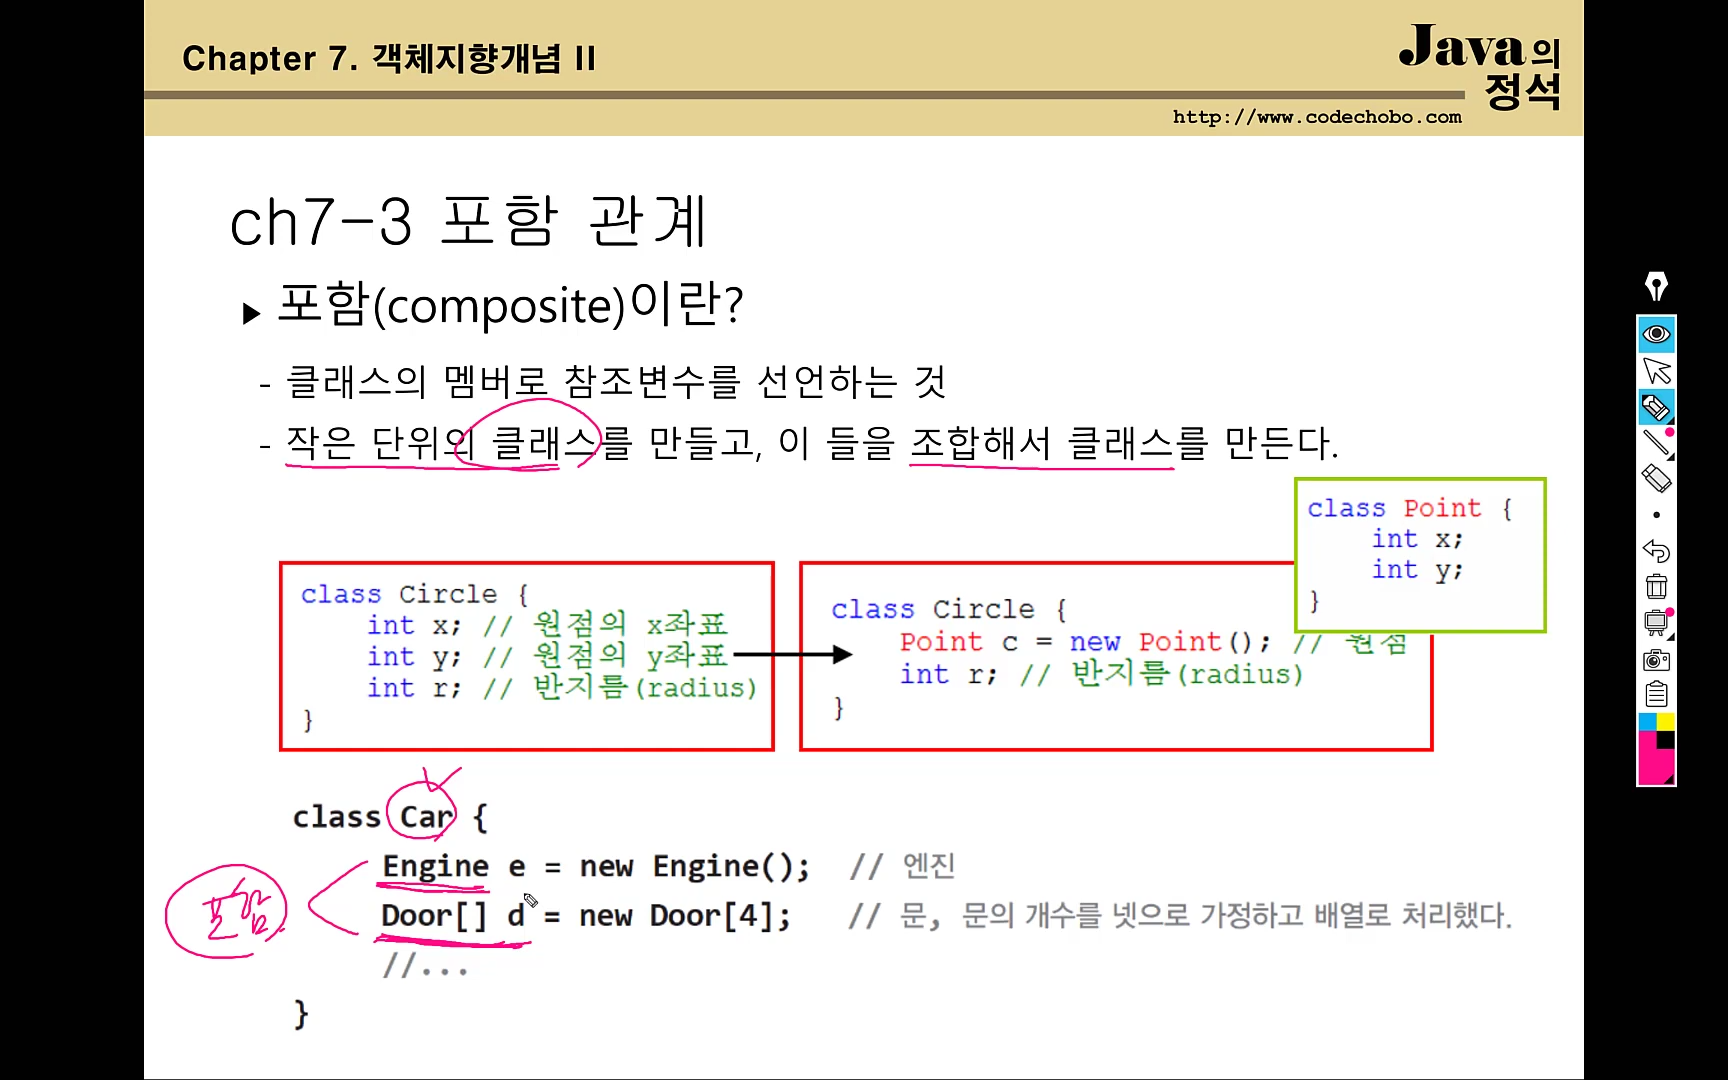 Chapter 7. 객체지향개념 II
Java의
정석
http://www.codechobo.com
ch7-3 포함 관계
▶ 포함(composite)이란?
- 클래스의 멤버로 참조변수를 선언하는 것
- 작은 단위의 클래스를 만들고, 이 들을 조합해서 클래스를 만든다.
class Point {
int x;
int y;
}
class Circle {
int x; // 원점의 x좌표
int y; // 원점의 y좌표
int r; // 반지름(radius)
}
class Circle {
Point c = new Point(); // 원점
int r; // 반지름(radius)
}
class Car {
Engine e = new Engine(); // 엔진
Door[] d = new Door[4]; // 문, 문의 개수를 넷으로 가정하고 배열로 처리했다.
//...
}
포함